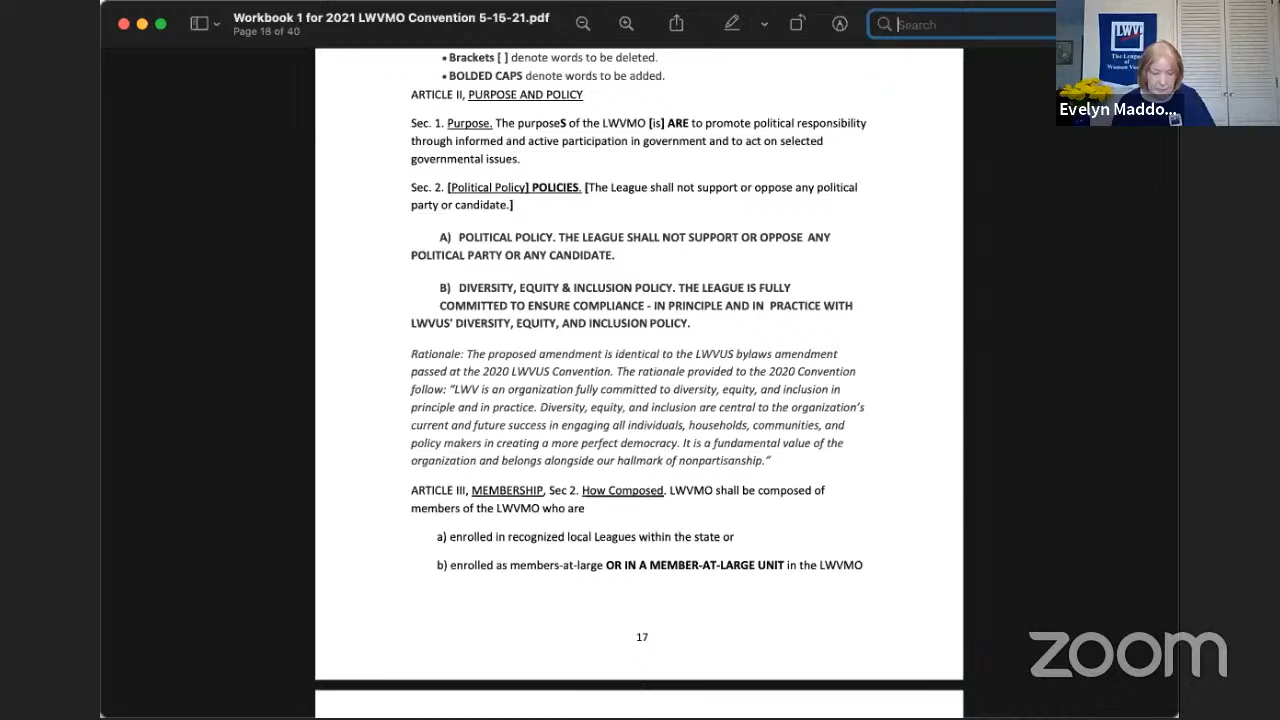 Workbook 1 for 2021 LWVMO Convention 5-15-21.pdf
Page 18 of 40
Search
LWV
The League
of
Women Vo
Evelyn Maddo...
• Brackets [ ] denote words to be deleted.
• BOLDED CAPS denote words to be added.
ARTICLE II, PURPOSE AND POLICY
Sec. 1. Purpose. The purposeS of the LWVMO [is] ARE to promote political responsibility
through informed and active participation in government and to act on selected
governmental issues.
Sec. 2. [Political Policy] POLICIES. [The League shall not support or oppose any political
party or candidate.]
A) POLITICAL POLICY. THE LEAGUE SHALL NOT SUPPORT OR OPPOSE ANY
POLITICAL PARTY OR ANY CANDIDATE.
B) DIVERSITY, EQUITY & INCLUSION POLICY. THE LEAGUE IS FULLY
COMMITTED TO ENSURE COMPLIANCE - IN PRINCIPLE AND IN PRACTICE WITH
LWVUS' DIVERSITY, EQUITY, AND INCLUSION POLICY.
Rationale: The proposed amendment is identical to the LWVUS bylaws amendment
passed at the 2020 LWVUS Convention. The rationale provided to the 2020 Convention
follow: “LWV is an organization fully committed to diversity, equity, and inclusion in
principle and in practice. Diversity, equity, and inclusion are central to the organization’s
current and future success in engaging all individuals, households, communities, and
policy makers in creating a more perfect democracy. It is a fundamental value of the
organization and belongs alongside our hallmark of nonpartisanship.”
ARTICLE III, MEMBERSHIP, Sec 2. How Composed. LWVMO shall be composed of
members of the LWVMO who are
a) enrolled in recognized local Leagues within the state or
b) enrolled as members-at-large OR IN A MEMBER-AT-LARGE UNIT in the LWVMO
17
zoom